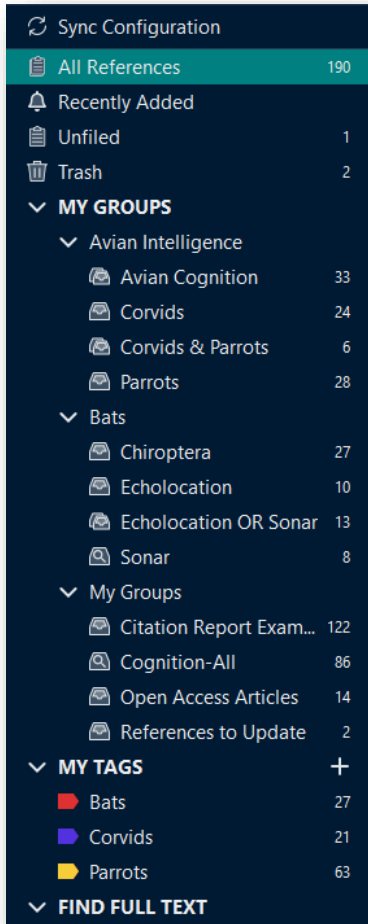 Sync Configuration
All References 190
Recently Added
Unfiled 1
Trash 2
MY GROUPS
Avian Intelligence
Avian Cognition 33
Corvids 24
Corvids & Parrots 6
Parrots 28
Bats
Chiroptera 27
Echolocation 10
Echolocation OR Sonar 13
Sonar 8
My Groups
Citation Report Exam... 122
Cognition-All 86
Open Access Articles 14
References to Update 2
MY TAGS +
Bats 27
Corvids 21
Parrots 63
FIND FULL TEXT